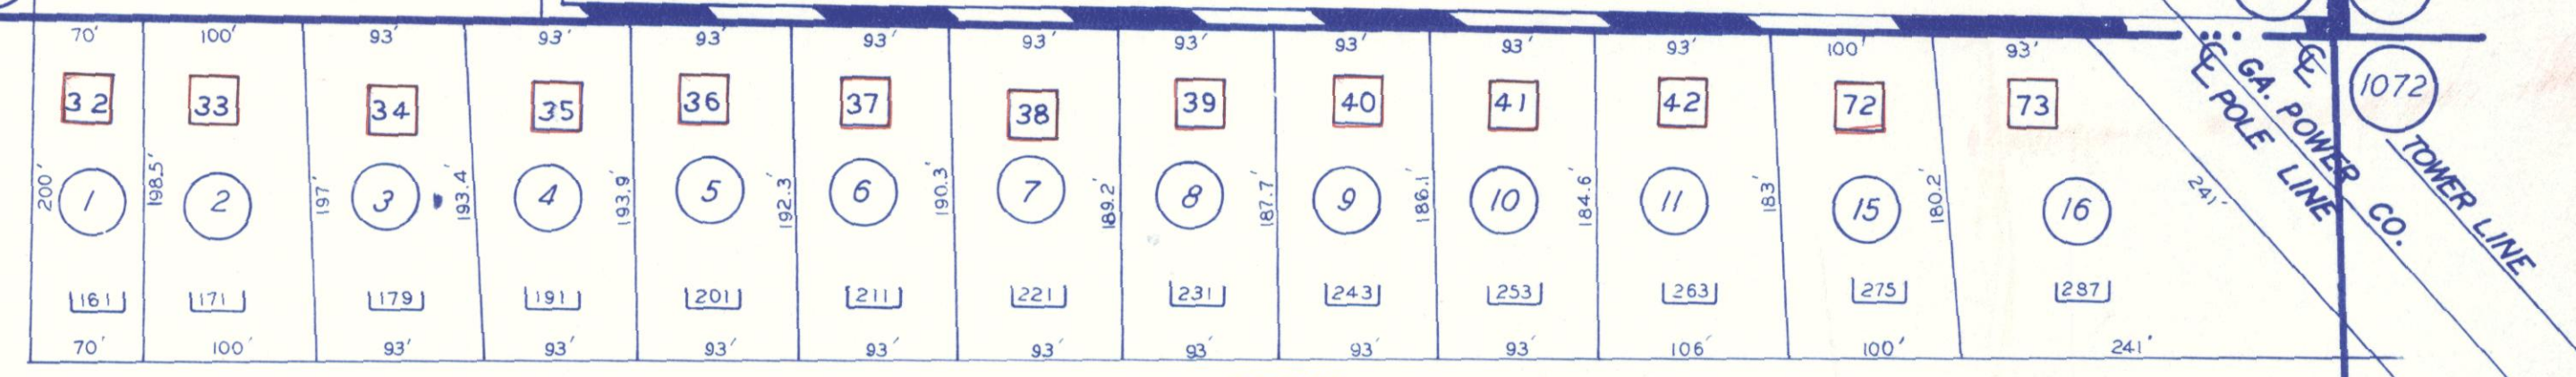 70' 100' 93' 93' 93' 93' 93' 93' 93' 93' 93' 100' 93'
32 33 34 35 36 37 38 39 40 41 42 72 73
1072
200' 198.5' 197' 193.4' 193.9' 192.3' 190.3' 189.2' 187.7' 186.1' 184.6' 183' 180.2' 241'
1 2 3 4 5 6 7 8 9 10 11 15 16
161 171 179 191 201 211 221 231 243 253 263 275 287
70' 100' 93' 93' 93' 93' 93' 93' 93' 93' 106' 100' 241'
℄ POLE LINE
℄ GA. POWER CO.
℄ TOWER LINE